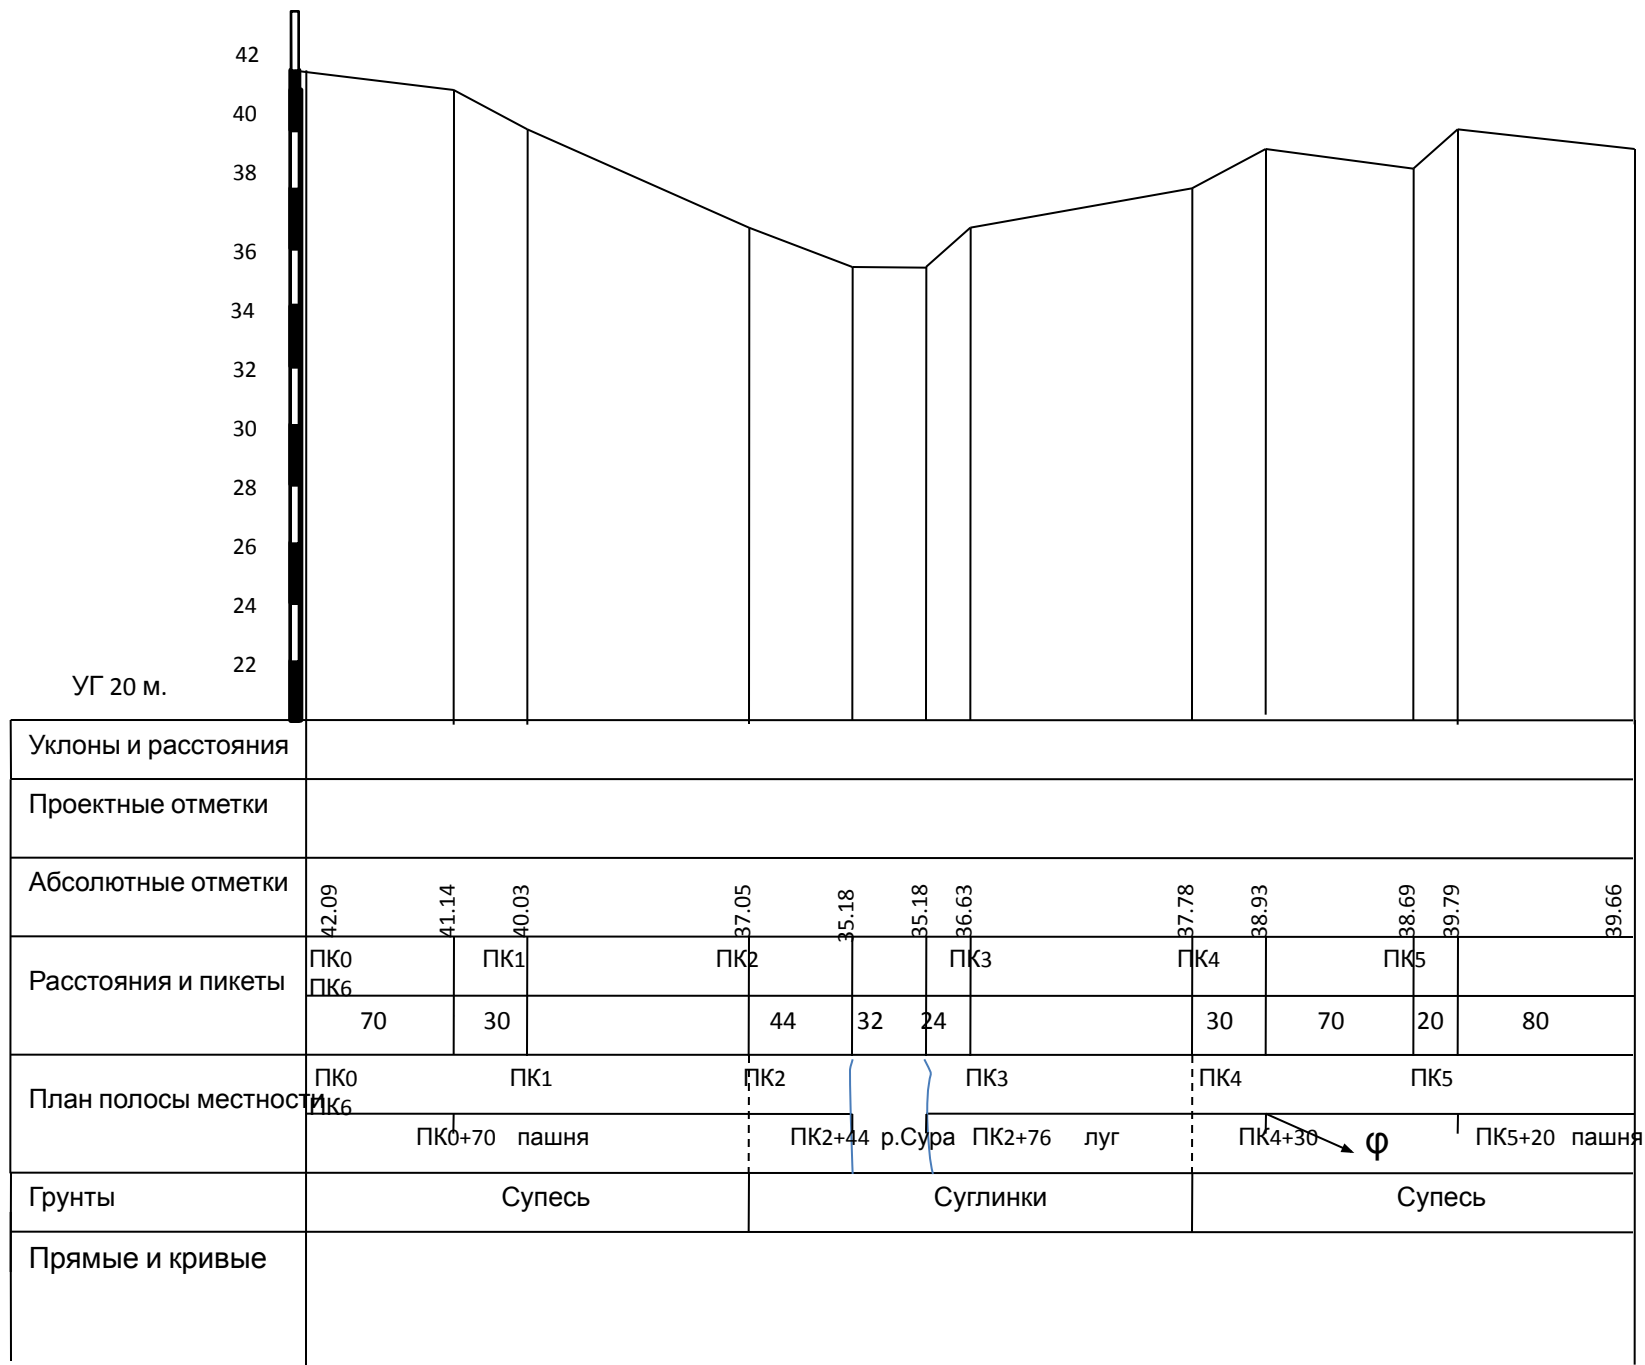 42
40
38
36
34
32
30
28
26
24
22
УГ 20 м.
Уклоны и расстояния
Проектные отметки
Абсолютные отметки 42.09 41.14 40.03 37.05 35.18 35.18 36.63 37.78 38.93 38.69 39.79 39.66
Расстояния и пикеты
ПК0 ПК1 ПК2 ПК3 ПК4 ПК5
ПК6
70 30 44 32 24 30 70 20 80
План полосы местности
ПК0 ПК1 ПК2 ПК3 ПК4 ПК5
ПК6
ПК0+70 пашня ПК2+44 р.Сура ПК2+76 луг ПК4+30 φ ПК5+20 пашня
Грунты Супесь Суглинки Супесь
Прямые и кривые